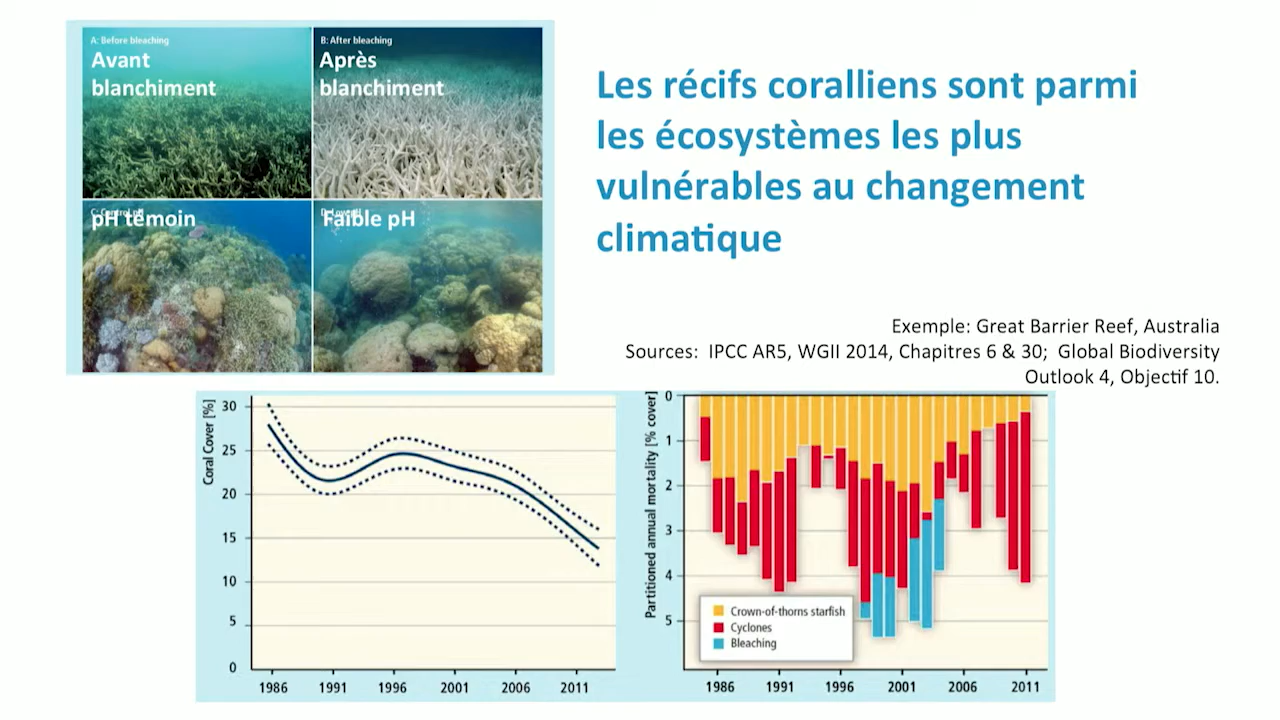 A: Before bleaching
Avant
blanchiment
B: After bleaching
Après
blanchiment
pH témoin
Faible pH
Les récifs coralliens sont parmi
les écosystèmes les plus
vulnérables au changement
climatique
Exemple: Great Barrier Reef, Australia
Sources: IPCC AR5, WGII 2014, Chapitres 6 & 30; Global Biodiversity
Outlook 4, Objectif 10.
Coral Cover [%]
30
25
20
15
10
5
0
1986 1991 1996 2001 2006 2011
Partitioned annual mortality [% cover]
0
1
2
3
4
5
Crown-of-thorns starfish
Cyclones
Bleaching
1986 1991 1996 2001 2006 2011